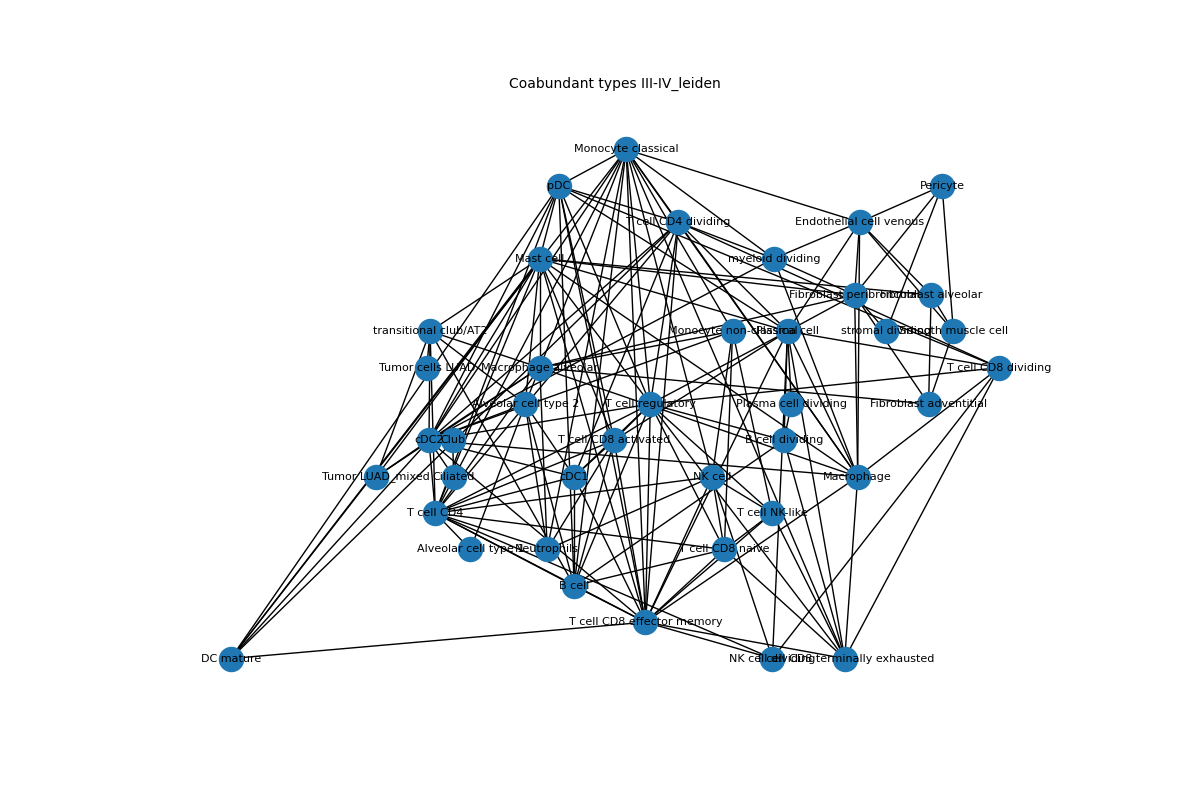 Coabundant types III-IV_leiden
Monocyte classical
pDC
Pericyte
T cell CD4 dividing
Endothelial cell venous
Mast cell
myeloid dividing
Fibroblast peribronchial
Fibroblast alveolar
transitional club/AT2
Monocyte non-classical
Plasma cell
stromal dividing
Smooth muscle cell
Tumor cells LUAD
Macrophage alveolar
T cell CD8 dividing
Alveolar cell type 2
T cell regulatory
Plasma cell dividing
Fibroblast adventitial
cDC2
Club
T cell CD8 activated
B cell dividing
Tumor LUAD_mixed
Ciliated
cDC1
NK cell
Macrophage
T cell CD4
T cell NK-like
Alveolar cell type 1
Neutrophils
T cell CD8 naive
B cell
T cell CD8 effector memory
DC mature
NK cell dividing
T cell CD8 terminally exhausted